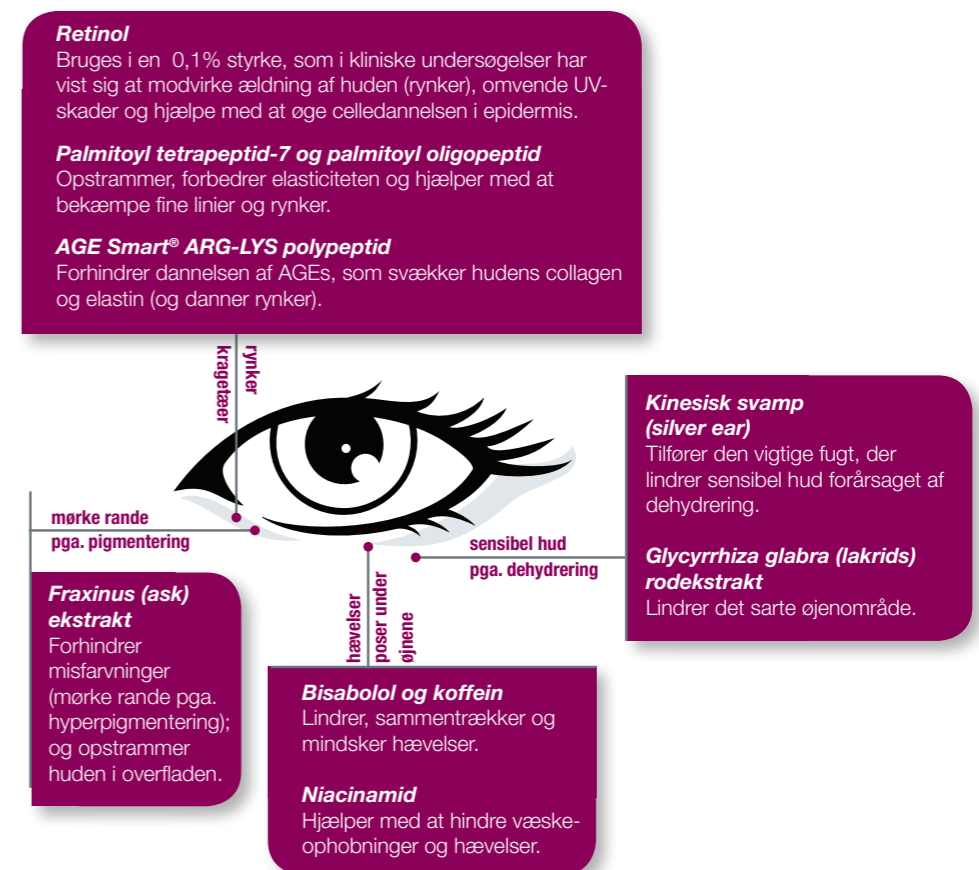 Retinol
Bruges i en 0,1% styrke, som i kliniske undersøgelser har
vist sig at modvirke ældning af huden (rynker), omvende UV-
skader og hjælpe med at øge celledannelsen i epidermis.
Palmitoyl tetrapeptid-7 og palmitoyl oligopeptid
Opstrammer, forbedrer elasticiteten og hjælper med at
bekæmpe fine linier og rynker.
AGE Smart® ARG-LYS polypeptid
Forhindrer dannelsen af AGEs, som svækker hudens collagen
og elastin (og danner rynker).
rynker
kragetæer
mørke rande
pga. pigmentering
Fraxinus (ask)
ekstrakt
Forhindrer
misfarvninger
(mørke rande pga.
hyperpigmentering);
og opstrammer
huden i overfladen.
hævelser
poser under
øjnene
Bisabolol og koffein
Lindrer, sammentrækker og
mindsker hævelser.
Niacinamid
Hjælper med at hindre væske-
ophobninger og hævelser.
sensibel hud
pga. dehydrering
Kinesisk svamp
(silver ear)
Tilfører den vigtige fugt, der
lindrer sensibel hud forårsaget af
dehydrering.
Glycyrrhiza glabra (lakrids)
rodekstrakt
Lindrer det sarte øjenområde.